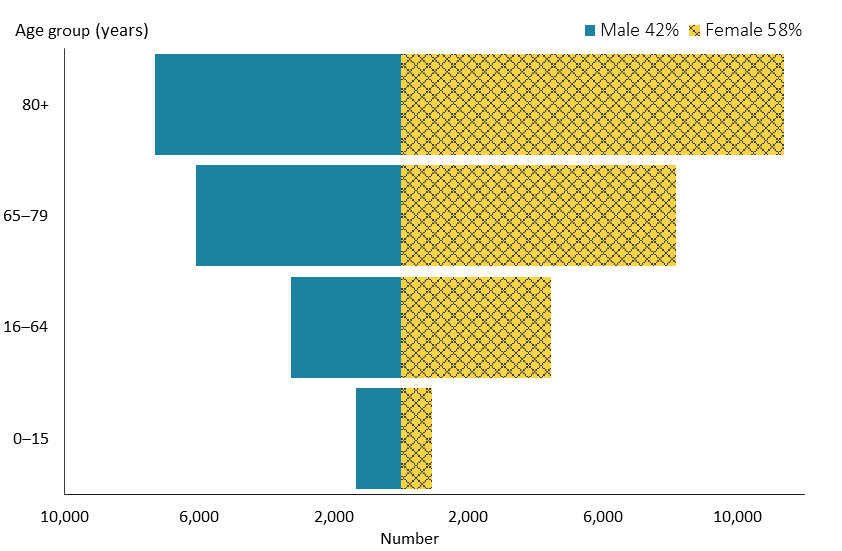 Age group (years)
Male 42% Female 58%
80+
65–79
16–64
0–15
10,000 6,000 2,000 2,000 6,000 10,000
Number